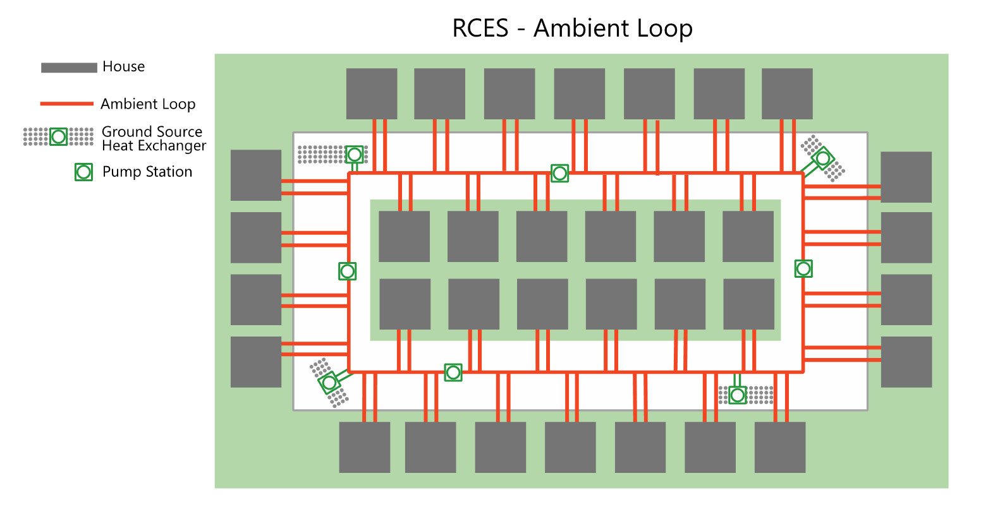 RCES - Ambient Loop
House
Ambient Loop
Ground Source
Heat Exchanger
Pump Station